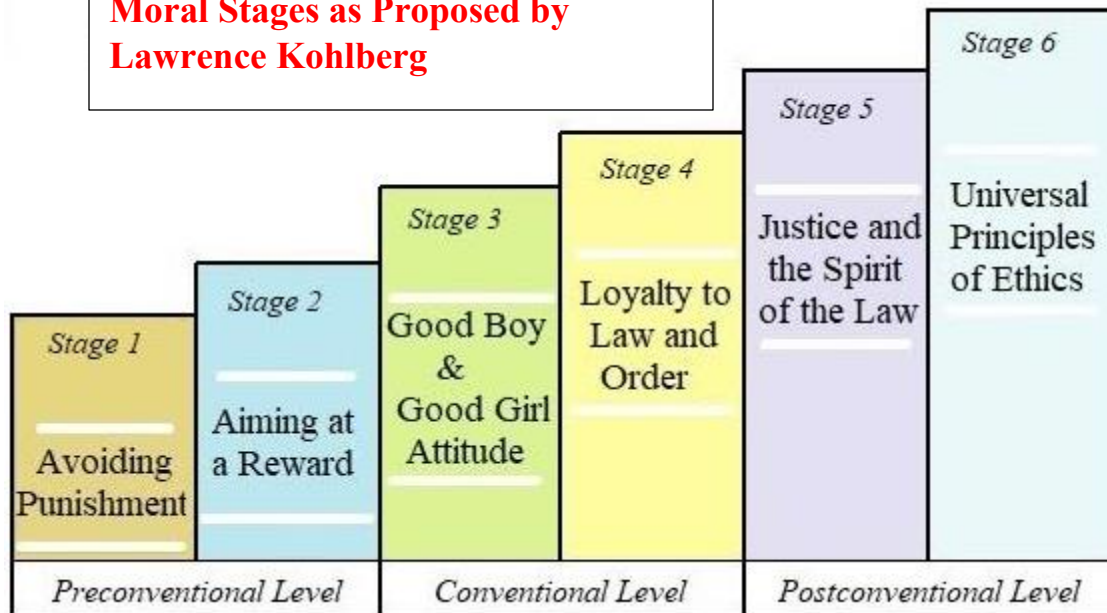 Moral Stages as Proposed by
Lawrence Kohlberg
Stage 1
Avoiding
Punishment
Stage 2
Aiming at
a Reward
Stage 3
Good Boy
&
Good Girl
Attitude
Stage 4
Loyalty to
Law and
Order
Stage 5
Justice and
the Spirit
of the Law
Stage 6
Universal
Principles
of Ethics
Preconventional Level
Conventional Level
Postconventional Level